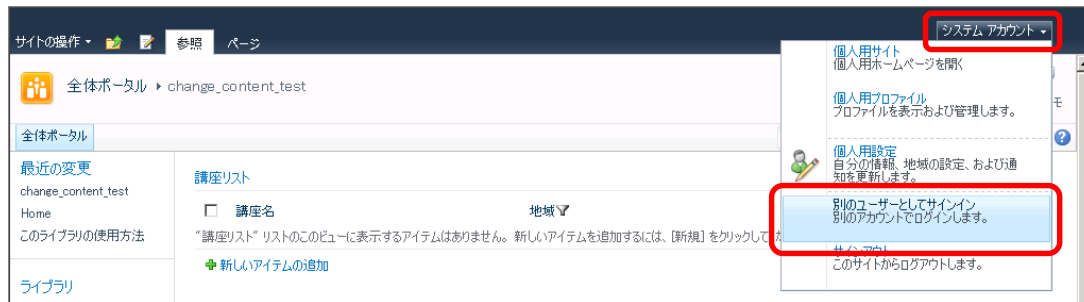 システム アカウント
サイトの操作
参照
ページ
全体ポータル change_content_test
全体ポータル
最近の変更
change_content_test
Home
このライブラリの使用方法
ライブラリ
講座リスト
講座名 地域
"講座リスト" リストのこのビューに表示するアイテムはありません。新しいアイテムを追加するには、[新規] をクリックして
新しいアイテムの追加
個人用サイト
個人用ホームページを開く
個人用プロファイル
プロファイルを表示および管理します。
個人用設定
自分の情報、地域の設定、および通
知を更新します。
別のユーザーとしてサインイン
別のアカウントでログインします。
サインアウト
このサイトからログアウトします。
モ